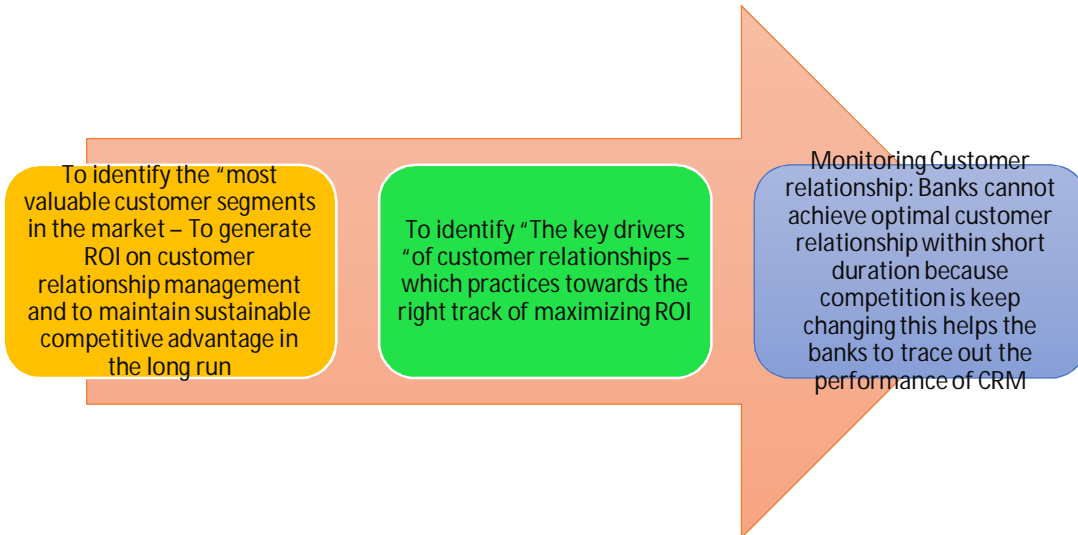 To identify the “most
valuable customer segments
in the market – To generate
ROI on customer
relationship management
and to maintain sustainable
competitive advantage in
the long run
To identify “The key drivers
“of customer relationships –
which practices towards the
right track of maximizing ROI
Monitoring Customer
relationship: Banks cannot
achieve optimal customer
relationship within short
duration because
competition is keep
changing this helps the
banks to trace out the
performance of CRM